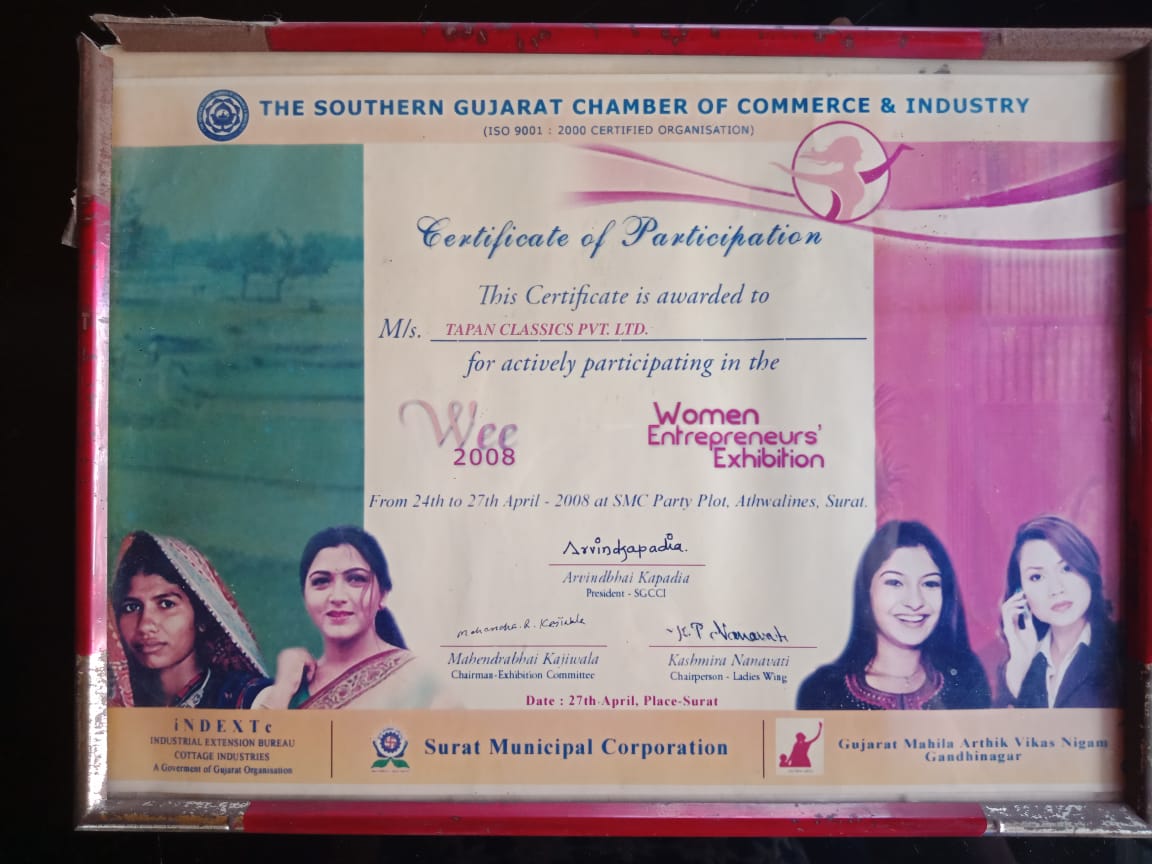 THE SOUTHERN GUJARAT CHAMBER OF COMMERCE & INDUSTRY
(ISO 9001 : 2000 CERTIFIED ORGANISATION)
Certificate of Participation
This Certificate is awarded to
M/s. TAPAN CLASSICS PVT. LTD.
for actively participating in the
Wee
2008
Women
Entrepreneurs'
Exhibition
From 24th to 27th April - 2008 at SMC Party Plot, Athwalines, Surat.
Arvindkapadia.
Arvindbhai Kapadia
President - SGCCI
Mahendrabhai Kajiwala
Chairman-Exhibition Committee
K.P. Nanavati
Kashmira Nanavati
Chairperson - Ladies Wing
Date : 27th-April, Place-Surat
iNDEXTc
INDUSTRIAL EXTENSION BUREAU
COTTAGE INDUSTRIES
A Goverment of Gujarat Organisation
Surat Municipal Corporation
Gujarat Mahila Arthik Vikas Nigam
Gandhinagar